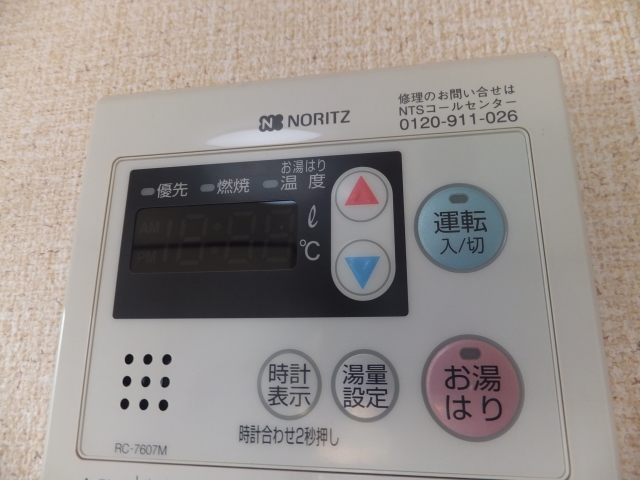 NORITZ
修理のお問い合せは
NTSコールセンター
0120-911-026
お湯はり
優先 燃焼 温度
AM
PM
ℓ
℃
運転
入/切
時計
表示
湯量
設定
お湯
はり
時計合わせ2秒押し
RC-7607M